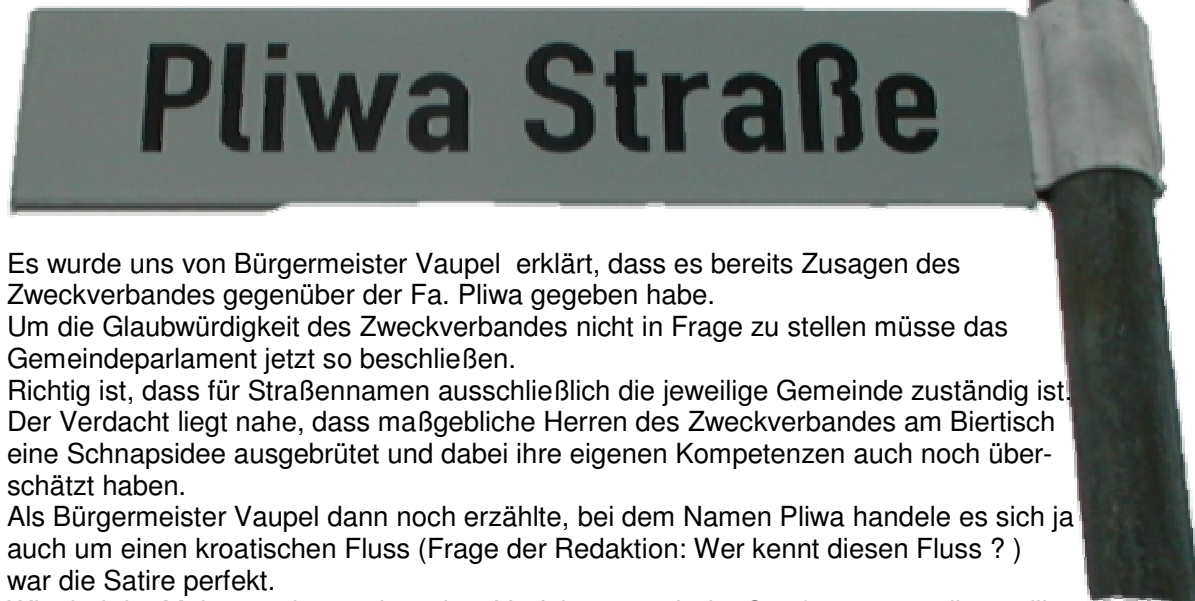 Pliwa Straße
Es wurde uns von Bürgermeister Vaupel erklärt, dass es bereits Zusagen des
Zweckverbandes gegenüber der Fa. Pliwa gegeben habe.
Um die Glaubwürdigkeit des Zweckverbandes nicht in Frage zu stellen müsse das
Gemeindeparlament jetzt so beschließen.
Richtig ist, dass für Straßennamen ausschließlich die jeweilige Gemeinde zuständig ist.
Der Verdacht liegt nahe, dass maßgebliche Herren des Zweckverbandes am Biertisch
eine Schnapsidee ausgebrütet und dabei ihre eigenen Kompetenzen auch noch über-
schätzt haben.
Als Bürgermeister Vaupel dann noch erzählte, bei dem Namen Pliwa handele es sich ja
auch um einen kroatischen Fluss (Frage der Redaktion: Wer kennt diesen Fluss ? )
war die Satire perfekt.